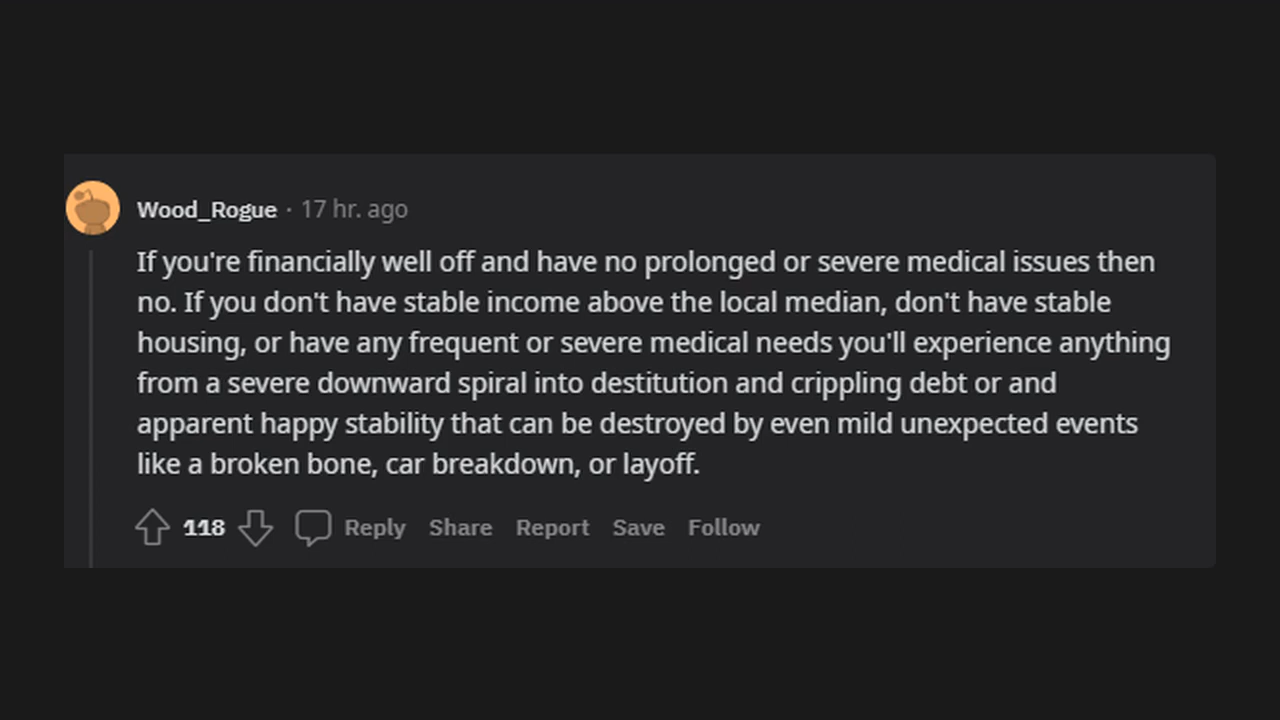 Wood_Rogue · 17 hr. ago
If you're financially well off and have no prolonged or severe medical issues then
no. If you don't have stable income above the local median, don't have stable
housing, or have any frequent or severe medical needs you'll experience anything
from a severe downward spiral into destitution and crippling debt or and
apparent happy stability that can be destroyed by even mild unexpected events
like a broken bone, car breakdown, or layoff.
118 Reply Share Report Save Follow